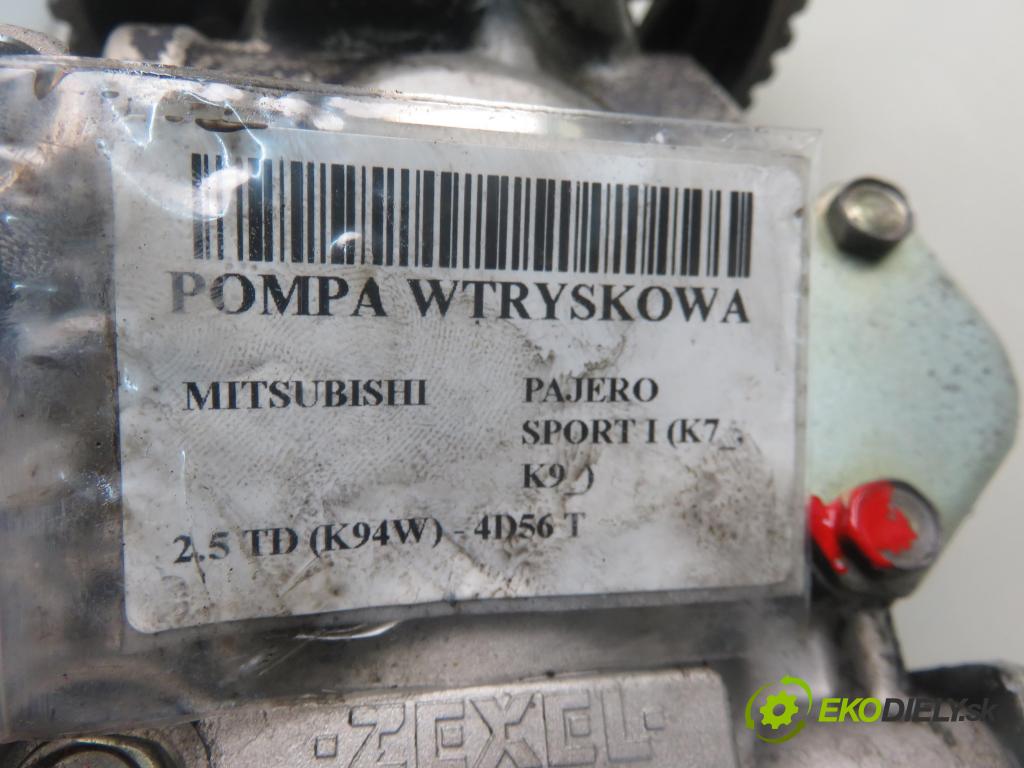 POMPA WTRYSKOWA
MITSUBISHI
PAJERO
SPORT I (K7_,
K9_)
2.5 TD (K94W) - 4D56 T
·ZEXEL·
EKODIELY.sk